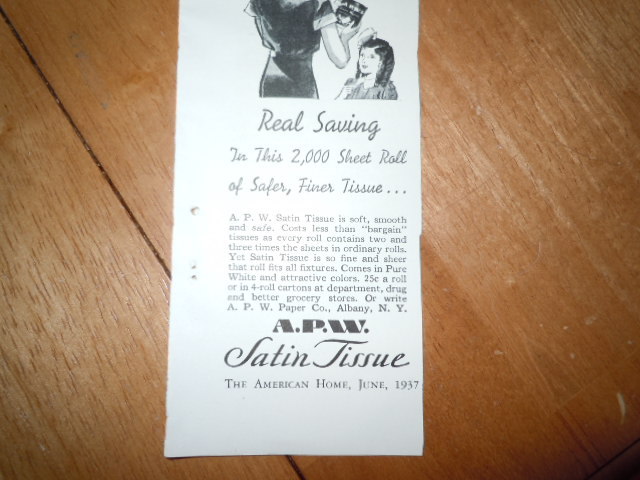 Real Saving
In This 2,000 Sheet Roll
of Safer, Finer Tissue...
A. P. W. Satin Tissue is soft, smooth
and safe. Costs less than "bargain"
tissues as every roll contains two and
three times the sheets in ordinary rolls.
Yet Satin Tissue is so fine and sheer
that roll fits all fixtures. Comes in Pure
White and attractive colors. 25c a roll
or in 4-roll cartons at department, drug
and better grocery stores. Or write
A. P. W. Paper Co., Albany, N. Y.
A.P.W.
Satin Tissue
The American Home, June, 1937